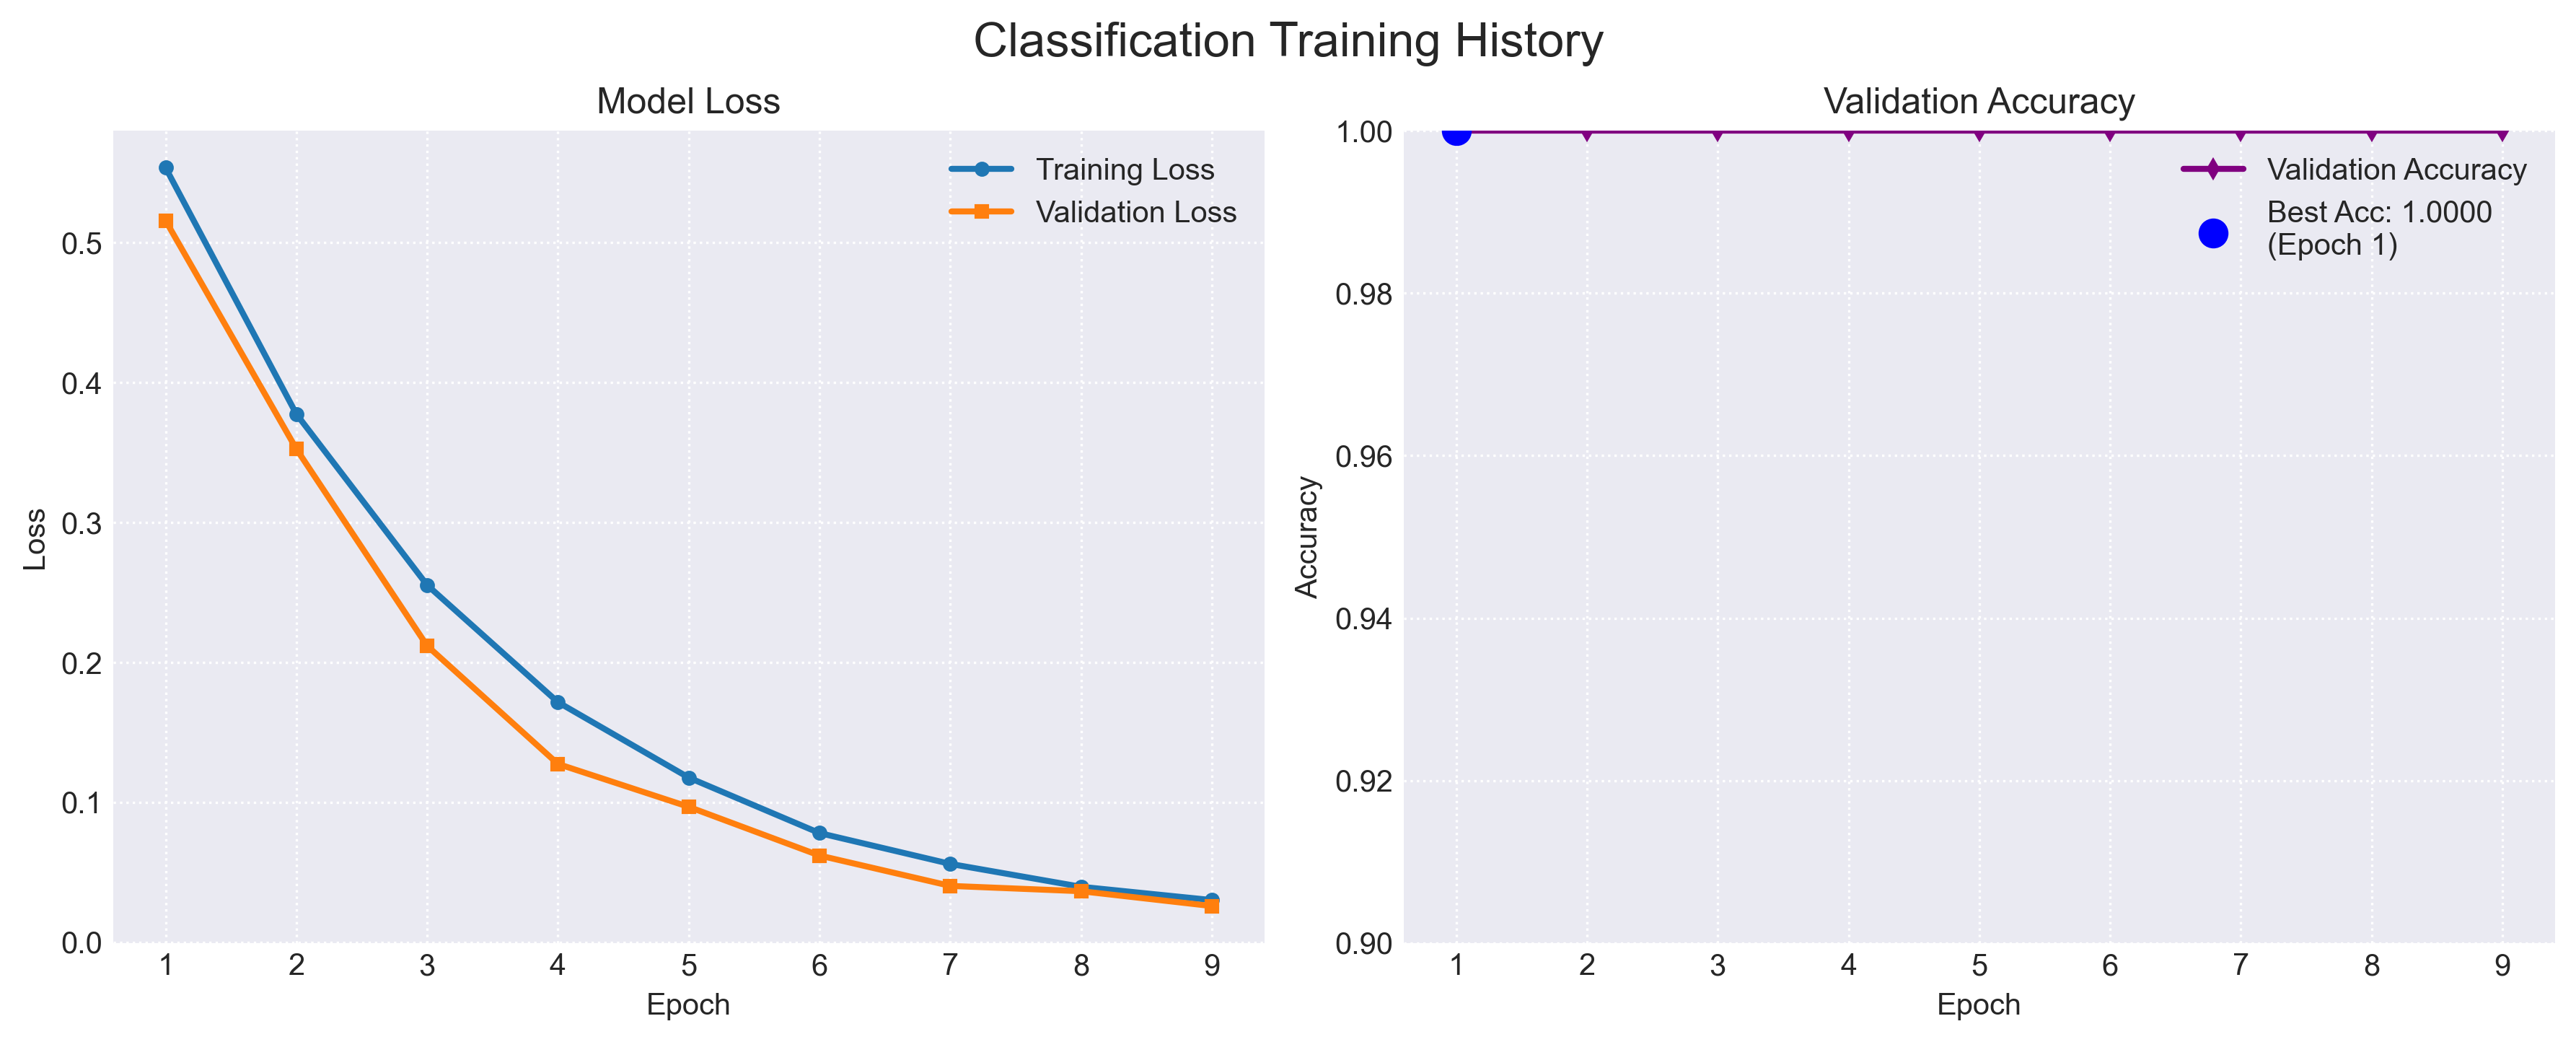 Classification Training History
Model Loss
Training Loss
Validation Loss
0.5
0.4
0.3
0.2
0.1
0.0
Loss
1
2
3
4
5
6
7
8
9
Epoch
Validation Accuracy
Validation Accuracy
Best Acc: 1.0000
(Epoch 1)
1.00
0.98
0.96
0.94
0.92
0.90
Accuracy
1
2
3
4
5
6
7
8
9
Epoch